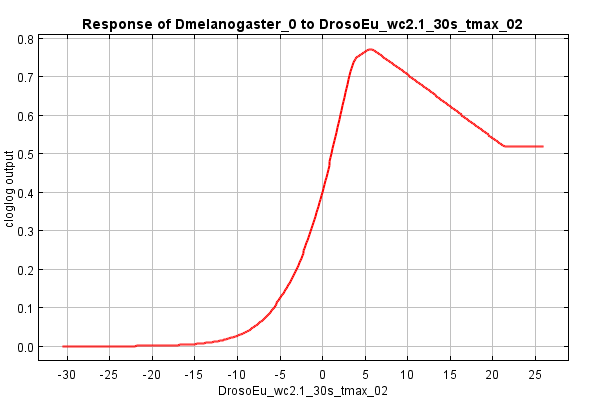 Response of Dmelanogaster_0 to DrosoEu_wc2.1_30s_tmax_02
cloglog output
0.8
0.7
0.6
0.5
0.4
0.3
0.2
0.1
0.0
-30 -25 -20 -15 -10 -5 0 5 10 15 20 25
DrosoEu_wc2.1_30s_tmax_02